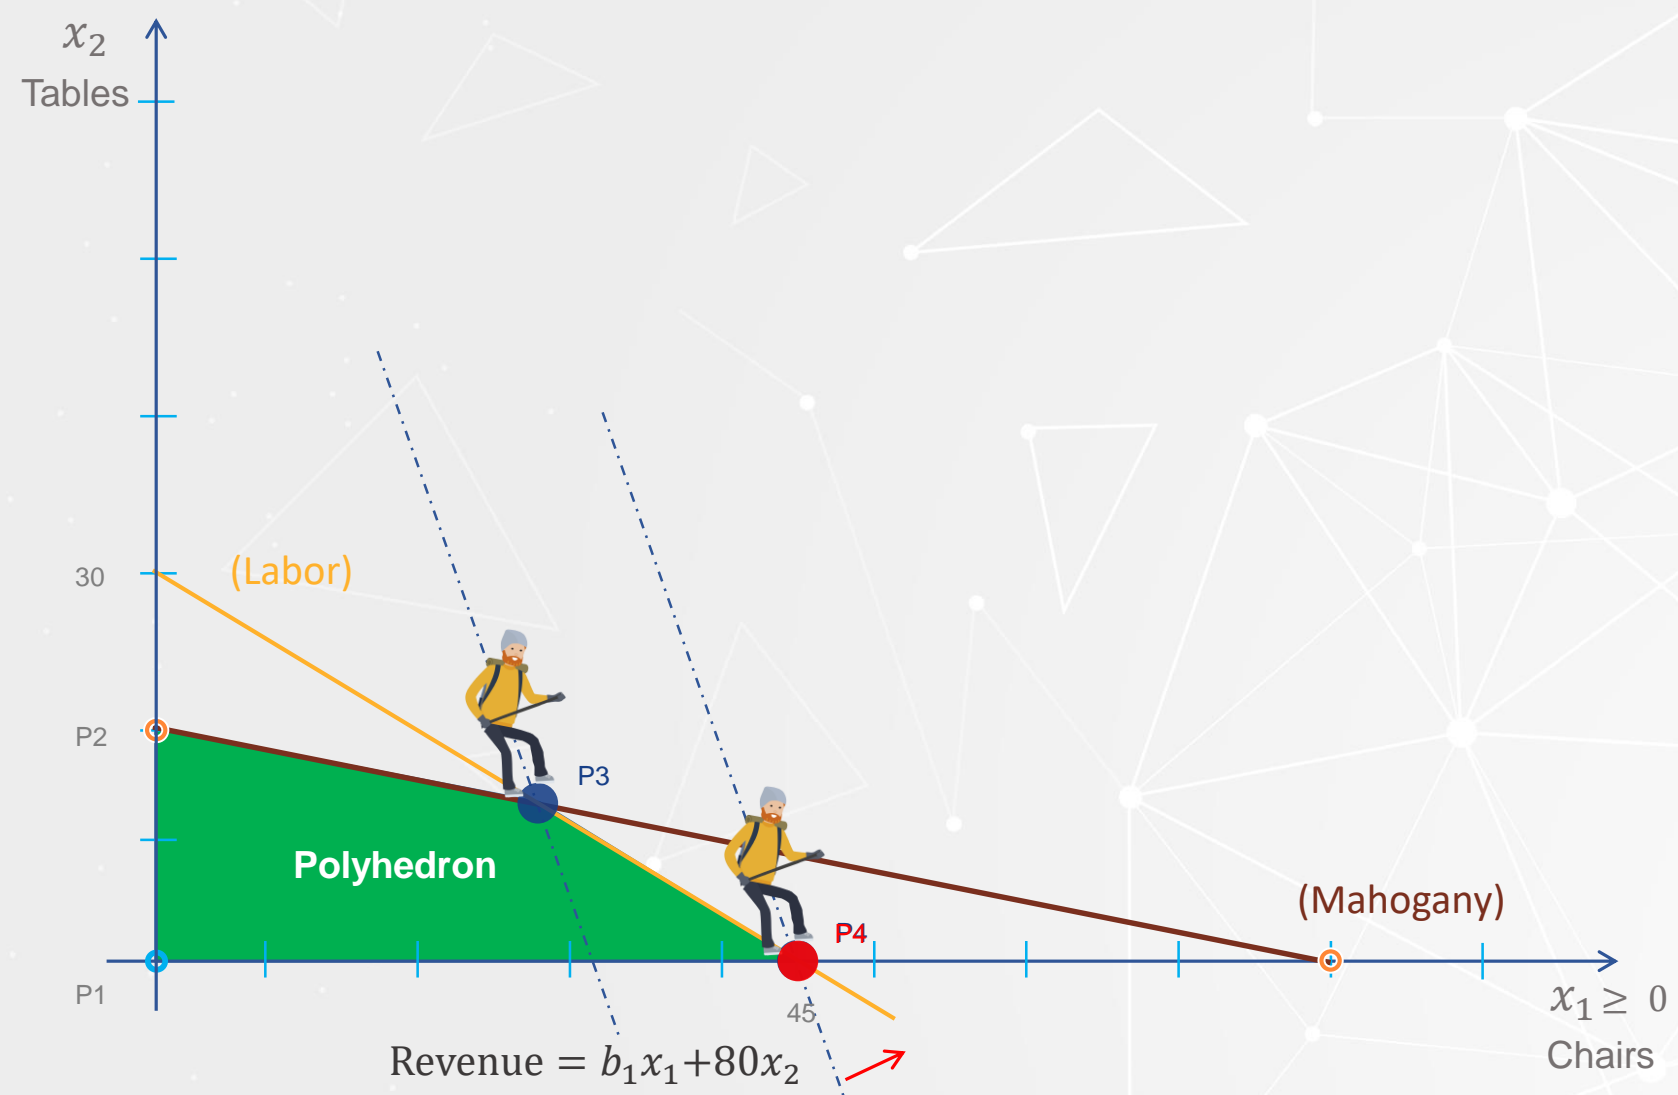 x₂
Tables
30
(Labor)
P2
P3
Polyhedron
(Mahogany)
P4
P1
45
x₁ ≥ 0
Revenue = b₁x₁+80x₂
Chairs